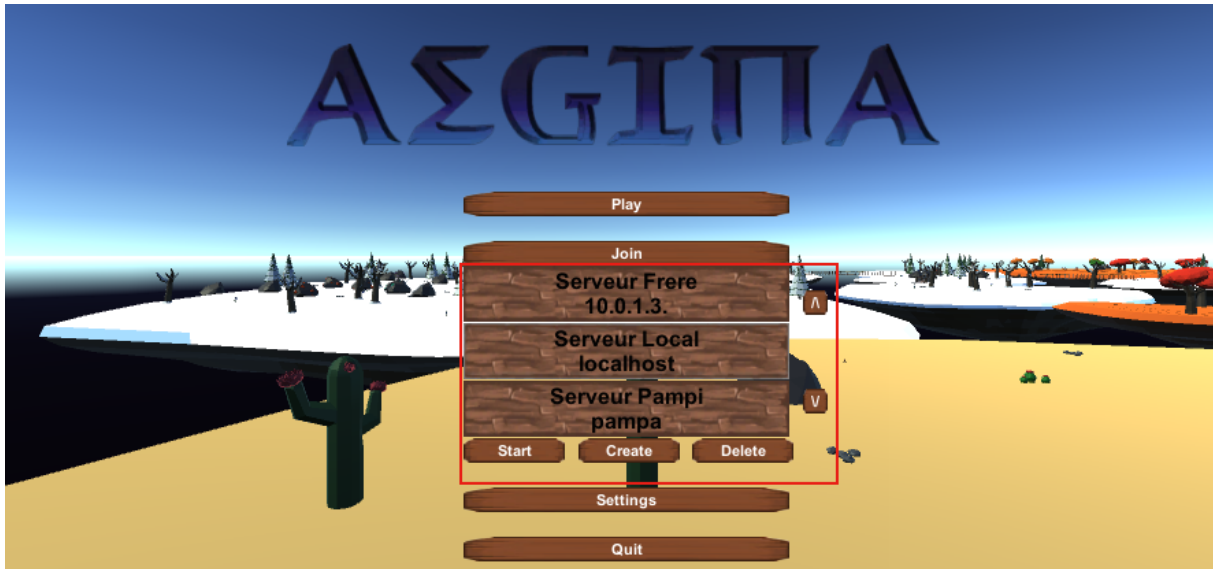 ΑΣGΙΠΑ
Play
Join
Serveur Frere
10.0.1.3.
Λ
Serveur Local
localhost
Serveur Pampi
pampa
V
Start Create Delete
Settings
Quit